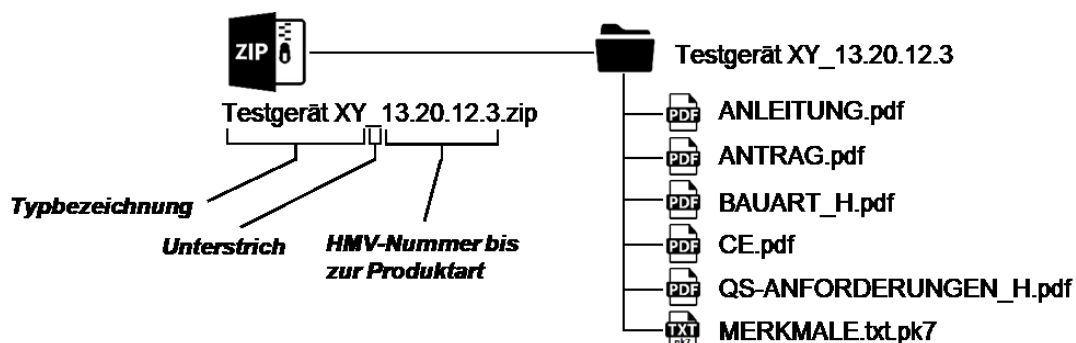 ZIP
Testgerät XY_13.20.12.3.zip
Typbezeichnung
Unterstrich
HMV-Nummer bis
zur Produktart
Testgerät XY_13.20.12.3
PDF ANLEITUNG.pdf
PDF ANTRAG.pdf
PDF BAUART_H.pdf
PDF CE.pdf
PDF QS-ANFORDERUNGEN_H.pdf
TXT MERKMALE.txt.pk7
pk7